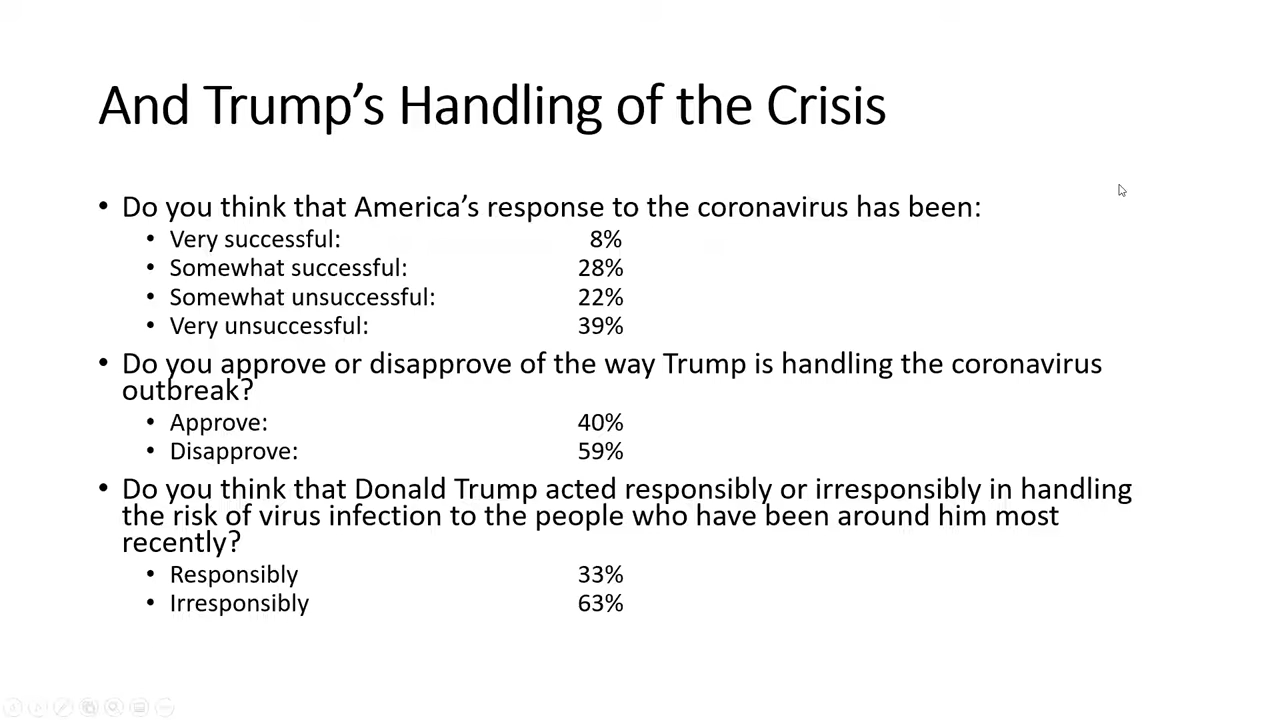 And Trump’s Handling of the Crisis
• Do you think that America’s response to the coronavirus has been:
• Very successful: 8%
• Somewhat successful: 28%
• Somewhat unsuccessful: 22%
• Very unsuccessful: 39%
• Do you approve or disapprove of the way Trump is handling the coronavirus
outbreak?
• Approve: 40%
• Disapprove: 59%
• Do you think that Donald Trump acted responsibly or irresponsibly in handling
the risk of virus infection to the people who have been around him most
recently?
• Responsibly 33%
• Irresponsibly 63%